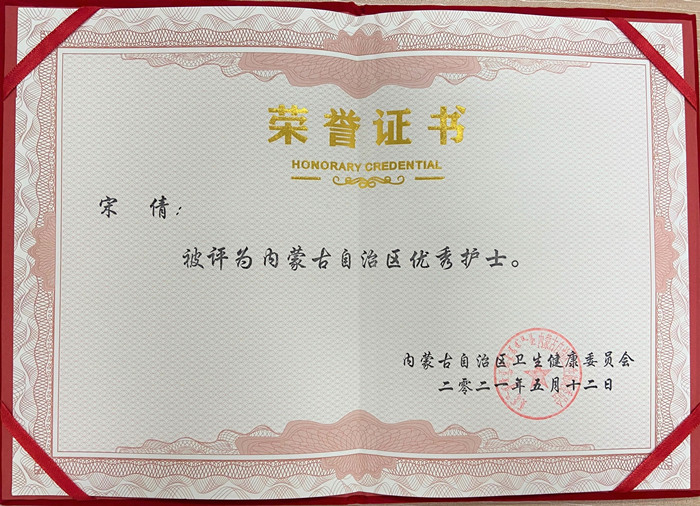 荣誉证书
HONORARY CREDENTIAL
宋 倩：
被评为内蒙古自治区优秀护士。
内蒙古自治区卫生健康委员会
二零二一年五月十二日